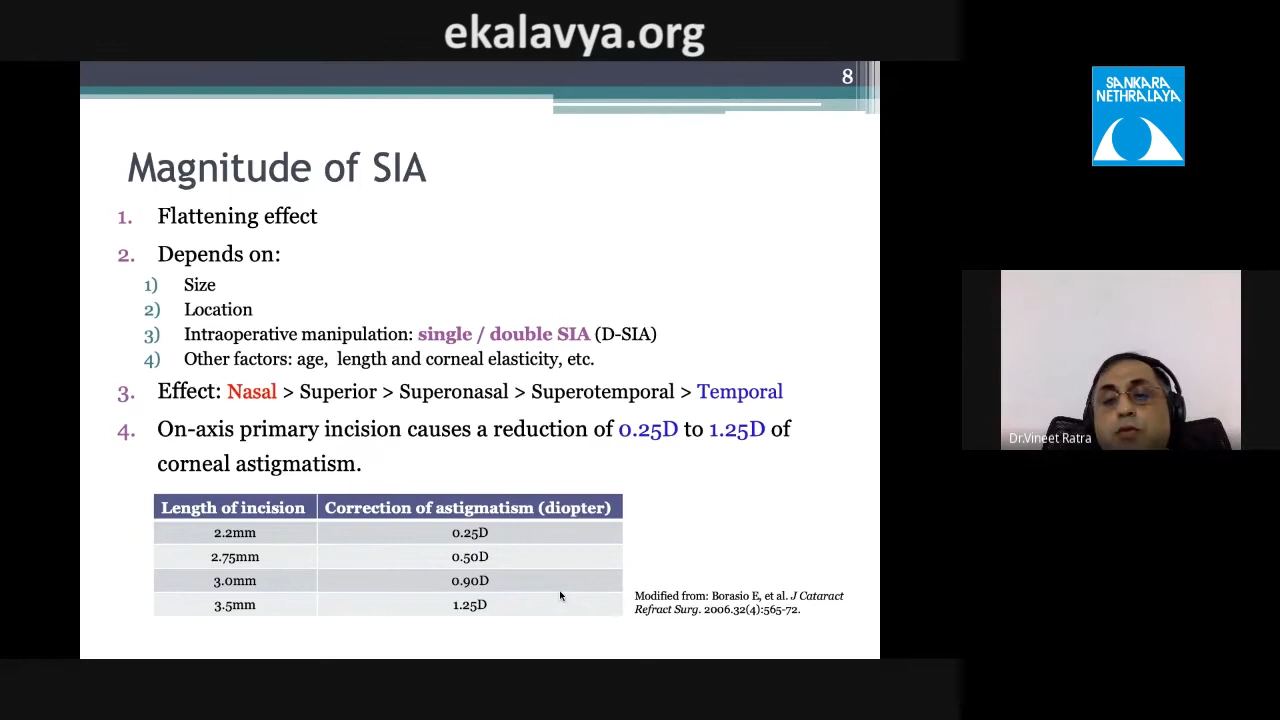 ekalavya.org
8
SANKARA
NETHRALAYA
Magnitude of SIA
1. Flattening effect
2. Depends on:
1) Size
2) Location
3) Intraoperative manipulation: single / double SIA (D-SIA)
4) Other factors: age, length and corneal elasticity, etc.
3. Effect: Nasal > Superior > Superonasal > Superotemporal > Temporal
4. On-axis primary incision causes a reduction of 0.25D to 1.25D of
corneal astigmatism.
Length of incision Correction of astigmatism (diopter)
2.2mm 0.25D
2.75mm 0.50D
3.0mm 0.90D
3.5mm 1.25D
Modified from: Borasio E, et al. J Cataract
Refract Surg. 2006.32(4):565-72.
Dr.Vineet Ratra